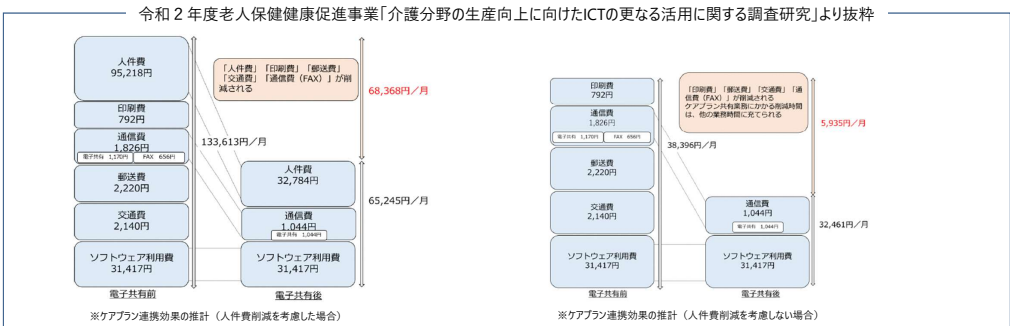 令和２年度老人保健健康促進事業「介護分野の生産向上に向けたICTの更なる活用に関する調査研究」より抜粋
人件費
95,218円
印刷費
792円
通信費
1,826円
電子共有 1,170円
FAX 656円
郵送費
2,220円
交通費
2,140円
ソフトウェア利用費
31,417円
電子共有前
133,613円／月
「人件費」「印刷費」「郵送費」
「交通費」「通信費（FAX）」が削
減される
68,368円／月
人件費
32,784円
通信費
1,044円
電子共有 1,044円
ソフトウェア利用費
31,417円
電子共有後
65,245円／月
※ケアプラン連携効果の推計（人件費削減を考慮した場合）
印刷費
792円
通信費
1,826円
電子共有 1,170円
FAX 656円
郵送費
2,220円
交通費
2,140円
ソフトウェア利用費
31,417円
電子共有前
38,396円／月
「印刷費」「郵送費」「交通費」「通
信費（FAX）」が削減される
ケアプラン共有業務にかかる削減時間
は、他の業務時間に充てられる
5,935円／月
通信費
1,044円
電子共有 1,044円
ソフトウェア利用費
31,417円
電子共有後
32,461円／月
※ケアプラン連携効果の推計（人件費削減を考慮しない場合）